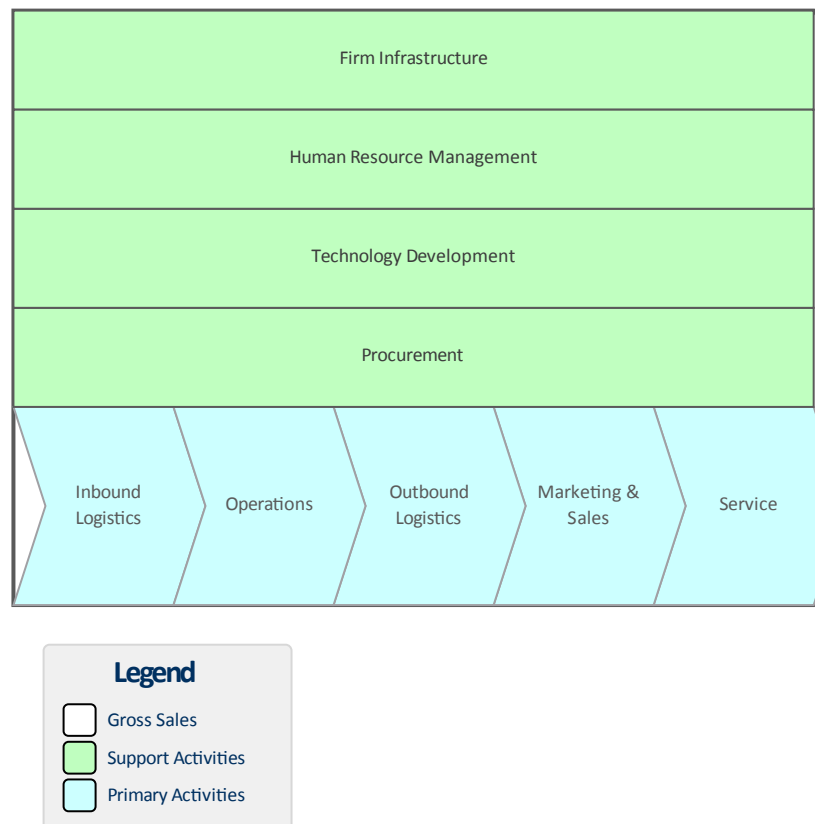 Firm Infrastructure
Human Resource Management
Technology Development
Procurement
Inbound
Logistics
Operations
Outbound
Logistics
Marketing &
Sales
Service
Legend
Gross Sales
Support Activities
Primary Activities